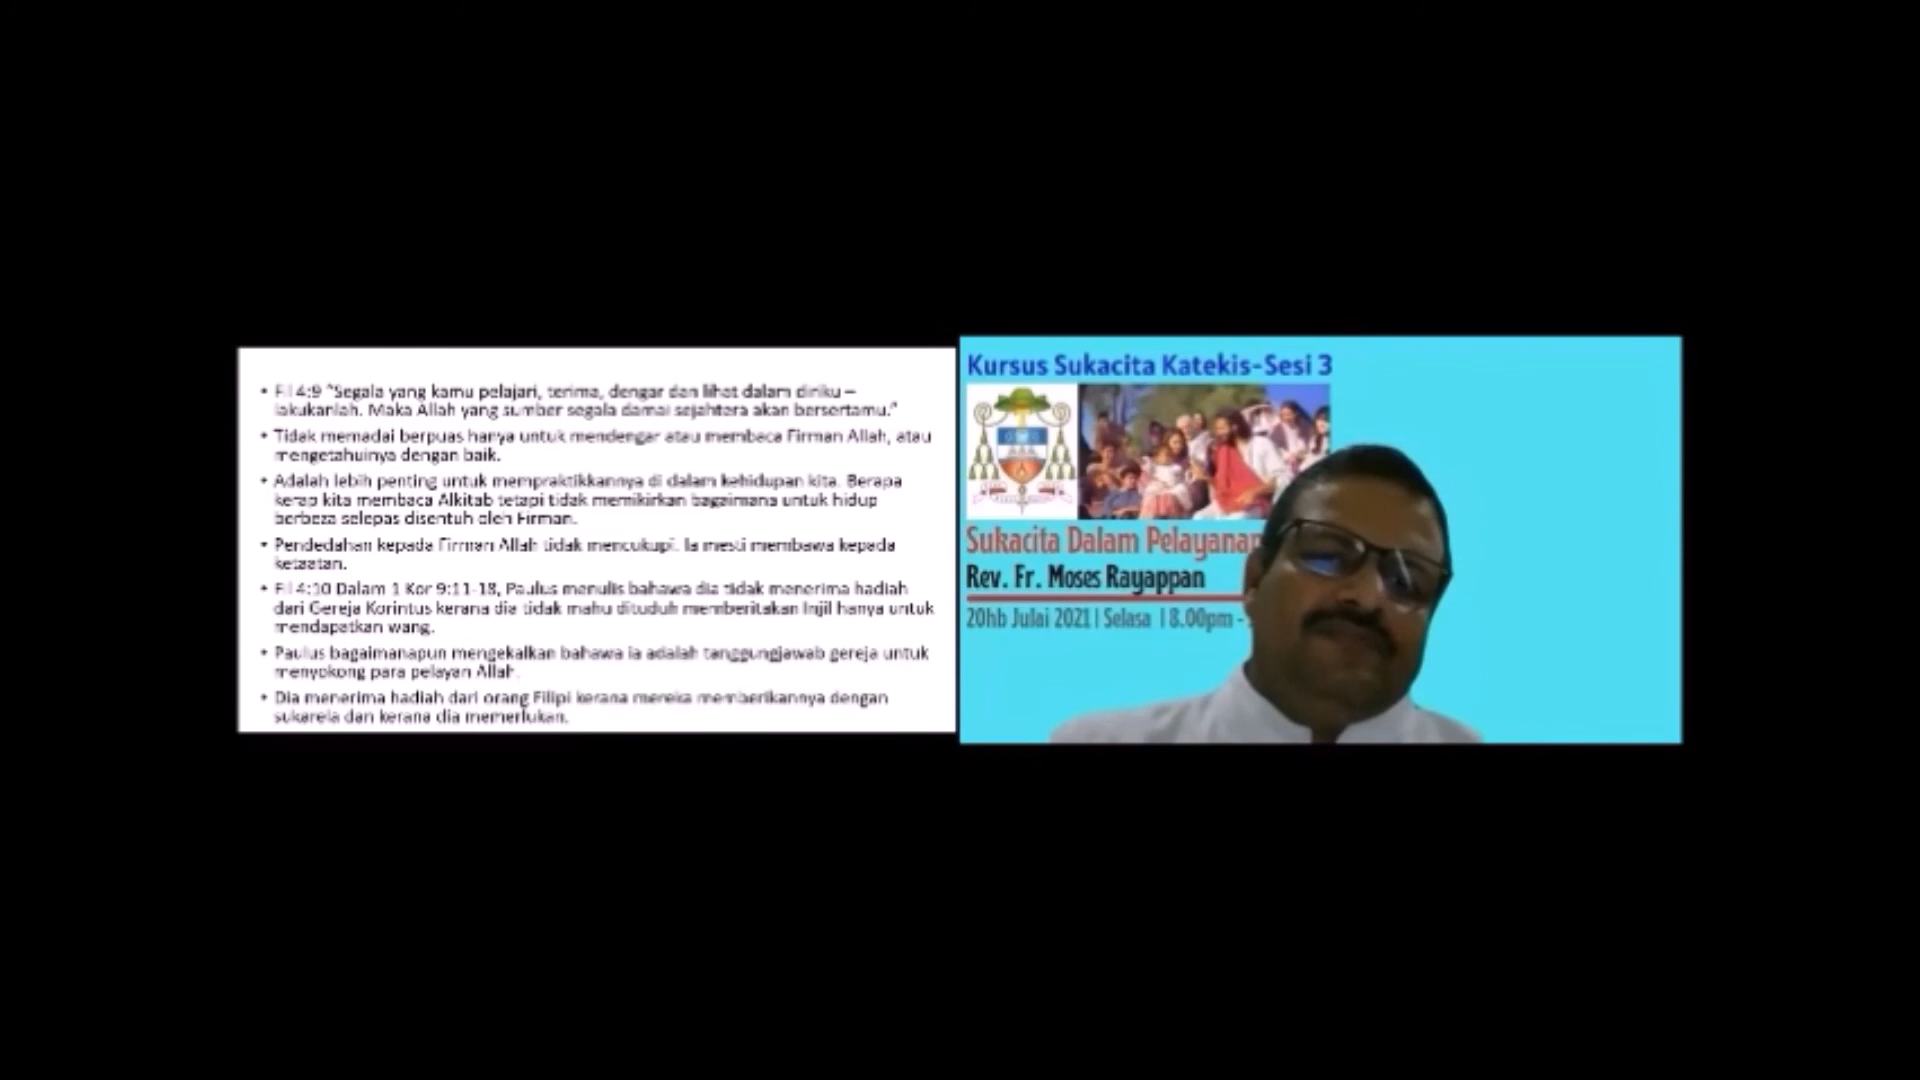 • Fil 4:9 "Segala yang kamu pelajari, terima, dengar dan lihat dalam diriku –
lakukanlah. Maka Allah yang sumber segala damai sejahtera akan bersertamu."
• Tidak memadai berpuas hanya untuk mendengar atau membaca Firman Allah, atau
mengetahuinya dengan baik.
• Adalah lebih penting untuk mempraktikkannya di dalam kehidupan kita. Berapa
kerap kita membaca Alkitab tetapi tidak memikirkan bagaimana untuk hidup
berbeza selepas disentuh oleh Firman.
• Pendedahan kepada Firman Allah tidak mencukupi. Ia mesti membawa kepada
ketaatan.
• Fil 4:10 Dalam 1 Kor 9:11-18, Paulus menulis bahawa dia tidak menerima hadiah
dari Gereja Korintus kerana dia tidak mahu dituduh memberitakan Injil hanya untuk
mendapatkan wang.
• Paulus bagaimanapun mengekalkan bahawa ia adalah tanggungjawab gereja untuk
menyokong para pelayan Allah.
• Dia menerima hadiah dari orang Filipi kerana mereka memberikannya dengan
sukarela dan kerana dia memerlukan.
Kursus Sukacita Katekis-Sesi 3
Sukacita Dalam Pelayanan
Rev. Fr. Moses Rayappan
20hb Julai 2021 | Selasa | 8.00pm -